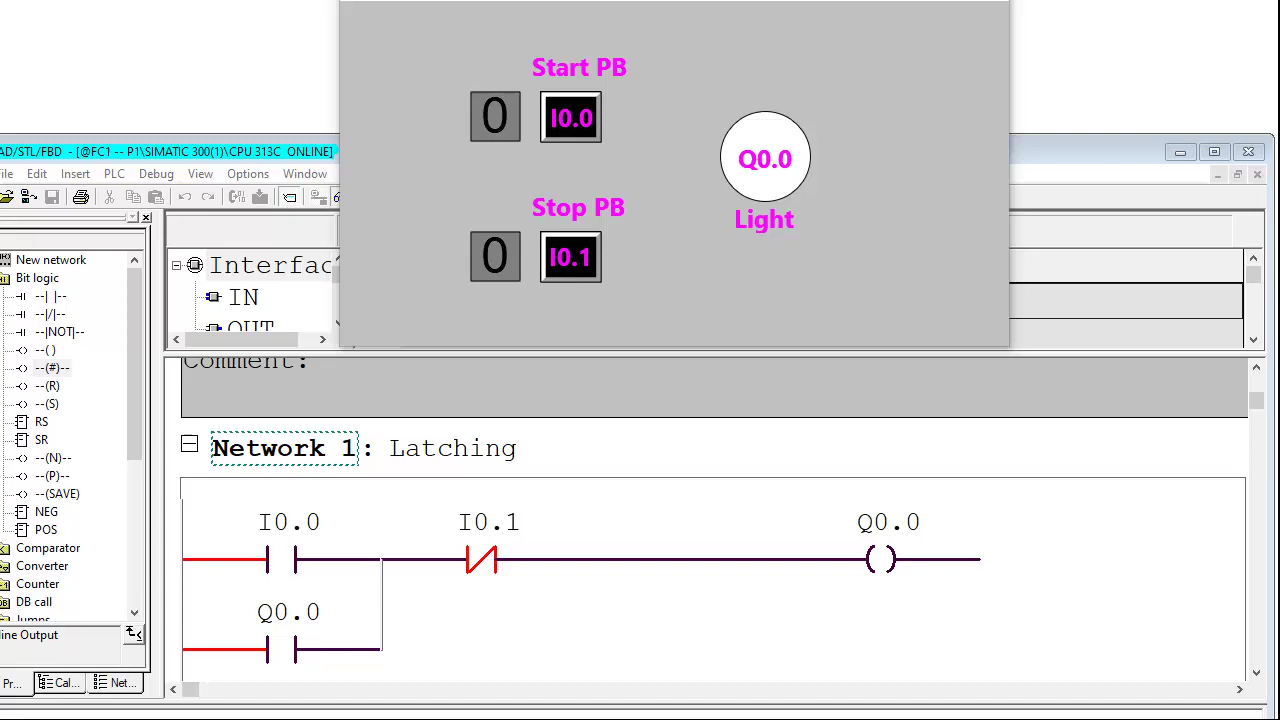 Start PB
0 I0.0
Q0.0
Stop PB
Light
0 I0.1
AD/STL/FBD - [@FC1 -- P1\SIMATIC 300(1)\CPU 313C ONLINE]
Edit Insert PLC Debug View Options Window
New network
Bit logic
--| |--
--|/|--
--|NOT|--
--( )
--(#)--
--(R)
--(S)
RS
SR
--(N)--
--(P)--
--(SAVE)
NEG
POS
Comparator
Converter
Counter
DB call
Jumps
line Output
Pr... Cal... Net...
Interfac
IN
OUT
Comment:
Network 1: Latching
I0.0 I0.1 Q0.0
Q0.0